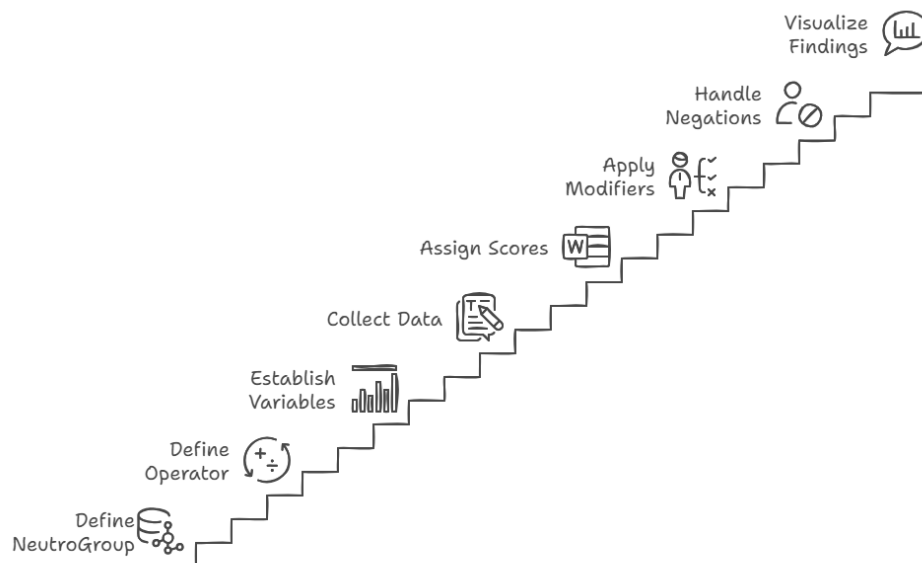 Visualize
Findings
Handle
Negations
Apply
Modifiers
Assign Scores
W
Collect Data
T
Establish
Variables
Define
Operator
Define
NeutroGroup